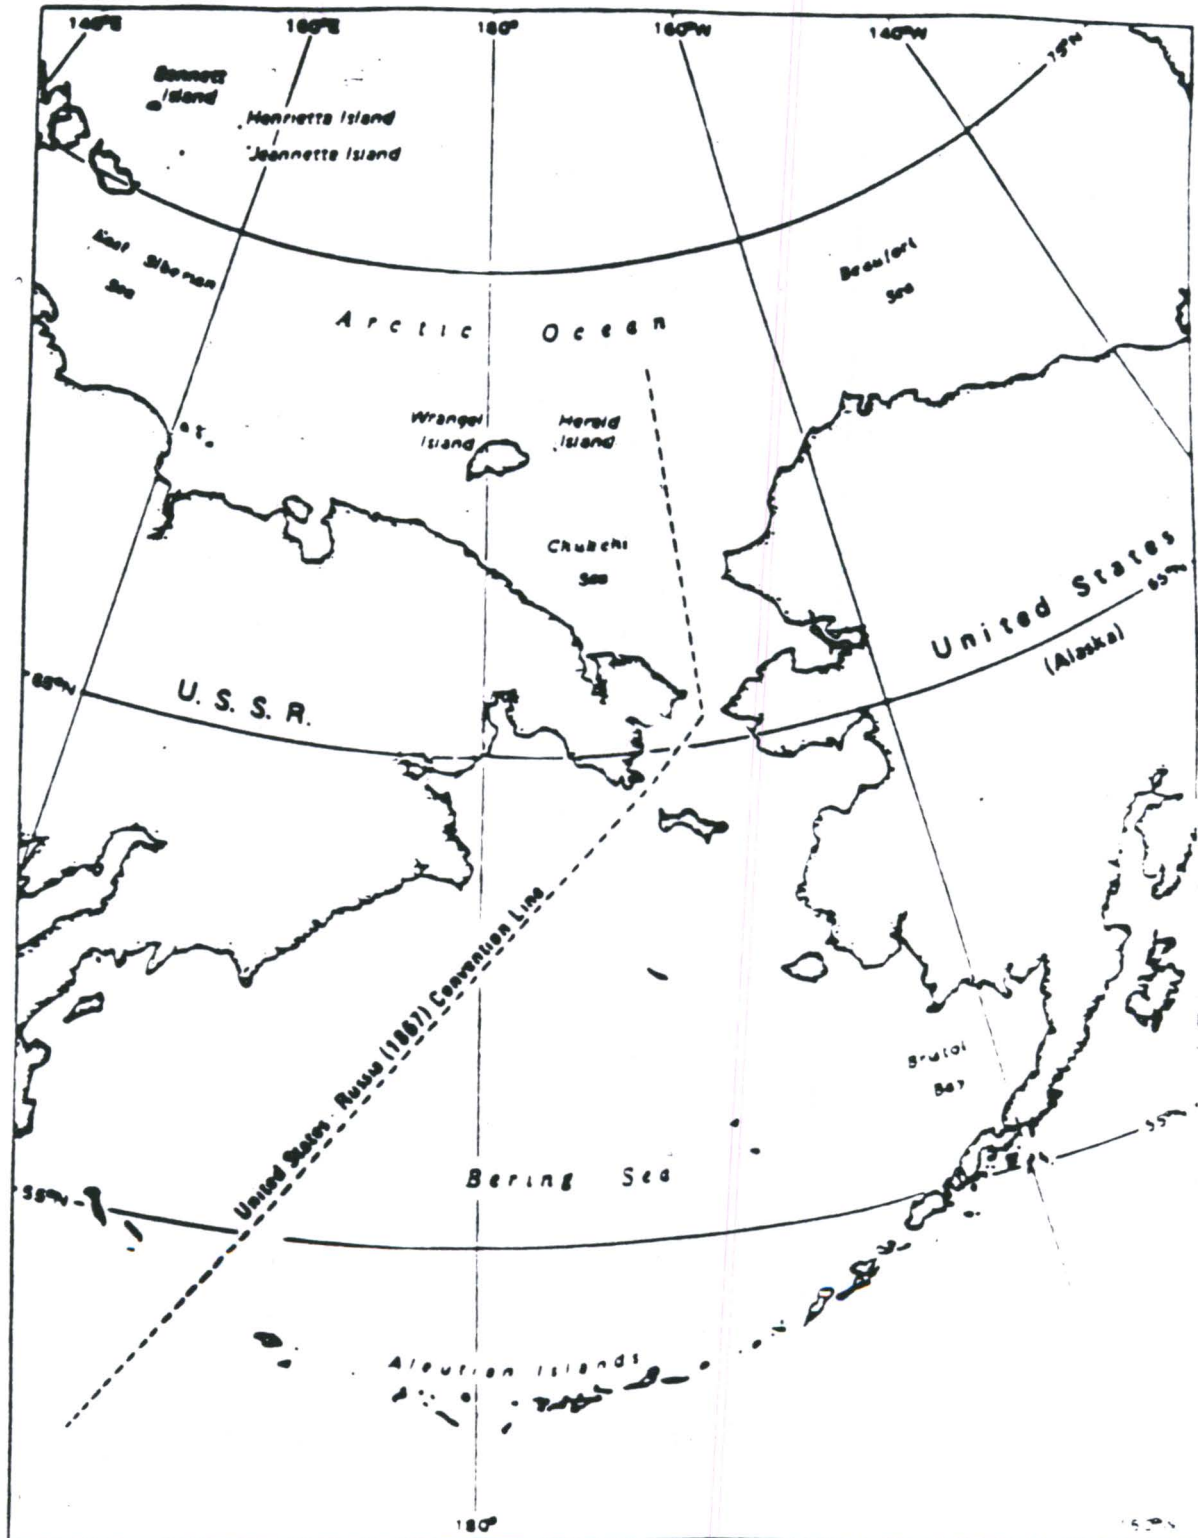 140°E 160°E 180° 160°W 140°W
75°N
Bennett
Island
Henrietta Island
Jeannette Island
East Siberian
Sea
Beaufort
Sea
Arctic Ocean
Wrangel
Island
Herald
Island
Chukchi
Sea
United States
(Alaska)
65°N
65°N
U. S. S. R.
United States Russia (1867) Convention Line
Bristol
Bay
Bering Sea
55°N
55°N
Aleutian Islands
180°